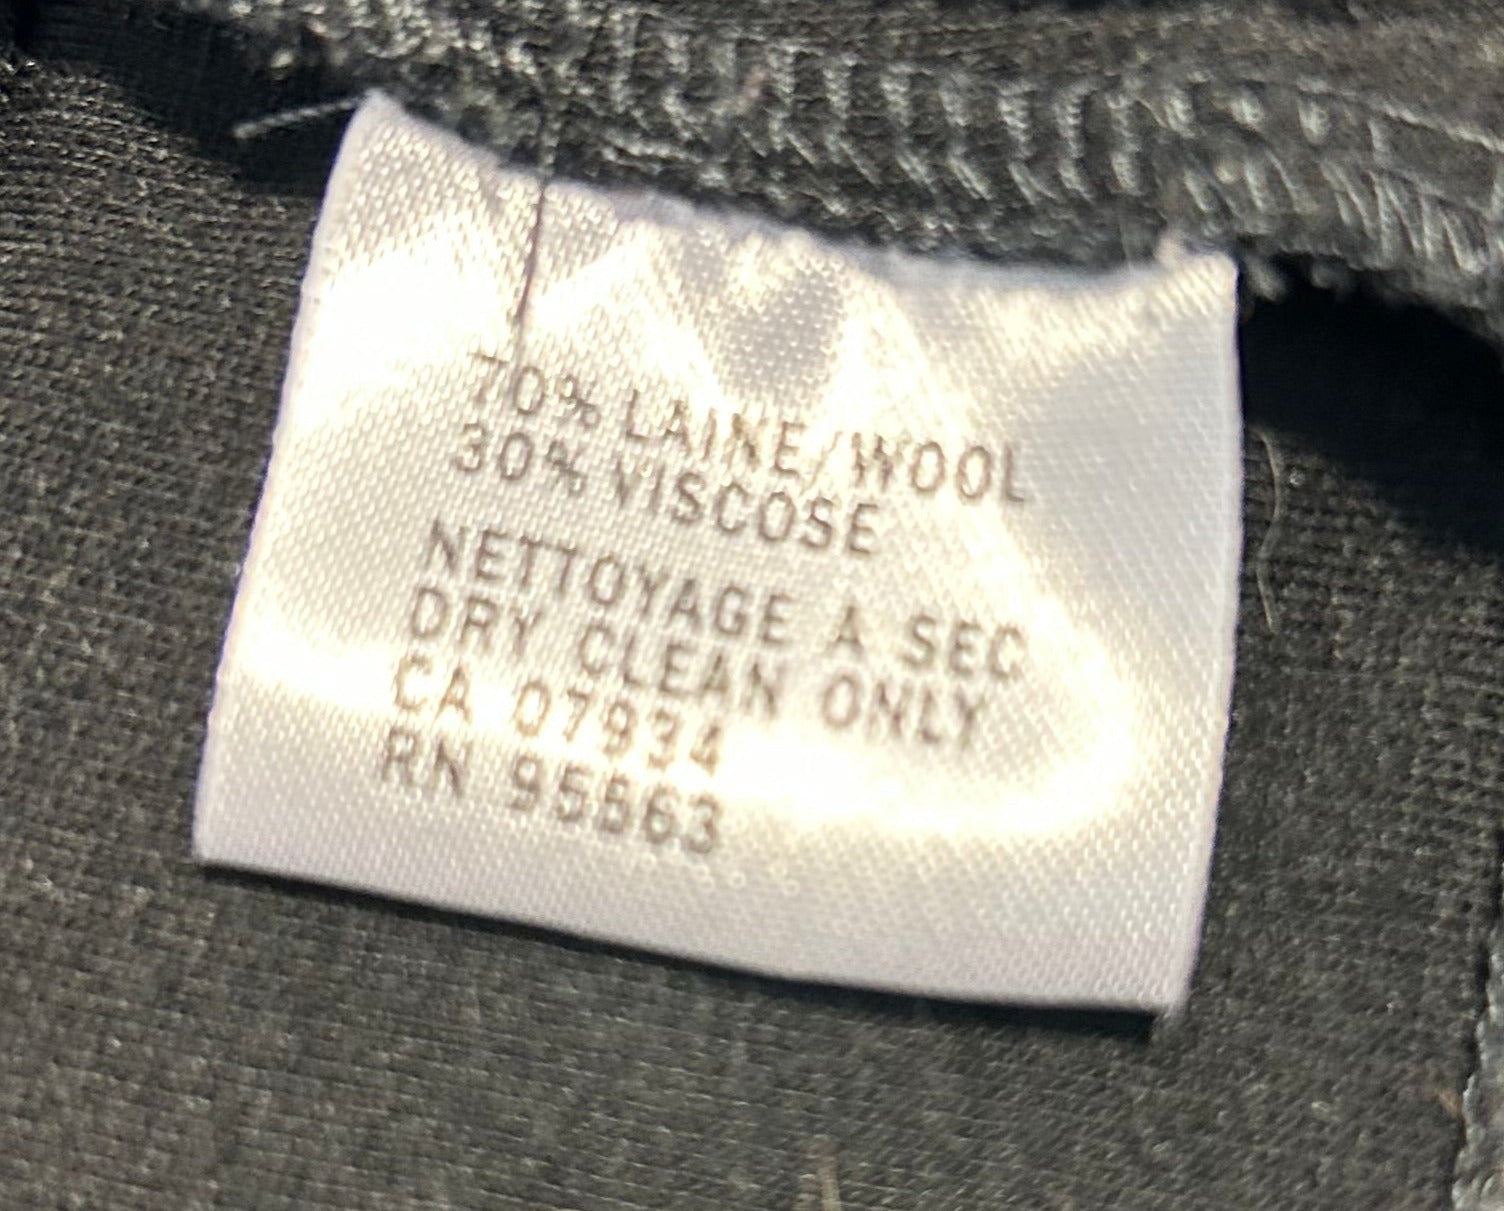 70% LAINE/WOOL
30% VISCOSE
NETTOYAGE A SEC
DRY CLEAN ONLY
CA 07934
RN 95563